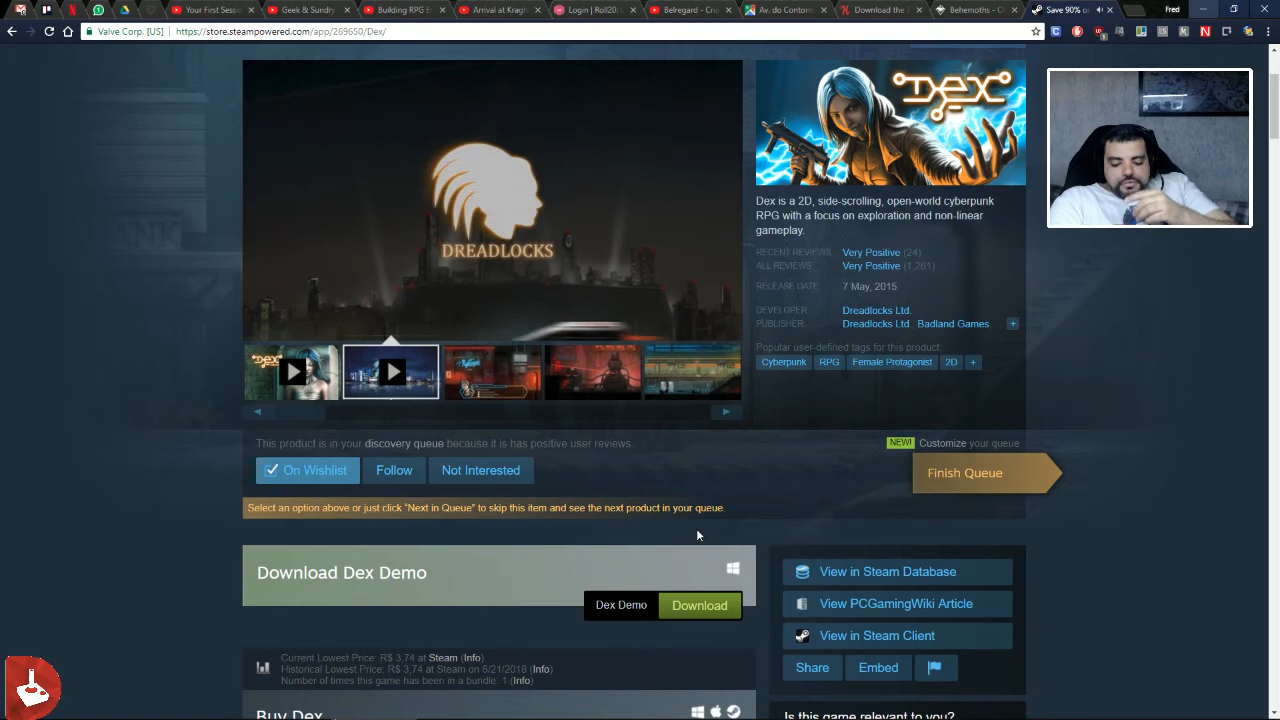 Your First Sessi
Geek & Sundry
Building RPG E
Arrival at Kragh
Login | Roll20:
Belregard - Cri
Av. do Contorn
Download the
Behemoths - O
Save 90% o
Fred
Valve Corp. [US] | https://store.steampowered.com/app/269650/Dex/
DREADLOCKS
DEX
Dex is a 2D, side-scrolling, open-world cyberpunk
RPG with a focus on exploration and non-linear
gameplay.
RECENT REVIEWS: Very Positive (24)
ALL REVIEWS: Very Positive (1,261)
RELEASE DATE: 7 May, 2015
DEVELOPER: Dreadlocks Ltd.
PUBLISHER: Dreadlocks Ltd., Badland Games, +
Popular user-defined tags for this product:
Cyberpunk RPG Female Protagonist 2D +
DEX
This product is in your discovery queue because it has positive user reviews.
NEW! Customize your queue
On Wishlist Follow Not Interested
Finish Queue
Select an option above or just click "Next in Queue" to skip this item and see the next product in your queue.
Download Dex Demo
Dex Demo Download
View in Steam Database
View PCGamingWiki Article
View in Steam Client
Share Embed
Current Lowest Price: R$ 3,74 at Steam (Info)
Historical Lowest Price: R$ 3,74 at Steam on 6/21/2018 (Info)
Number of times this game has been in a bundle: 1 (Info)
Buy Dex
Is this game relevant to you?